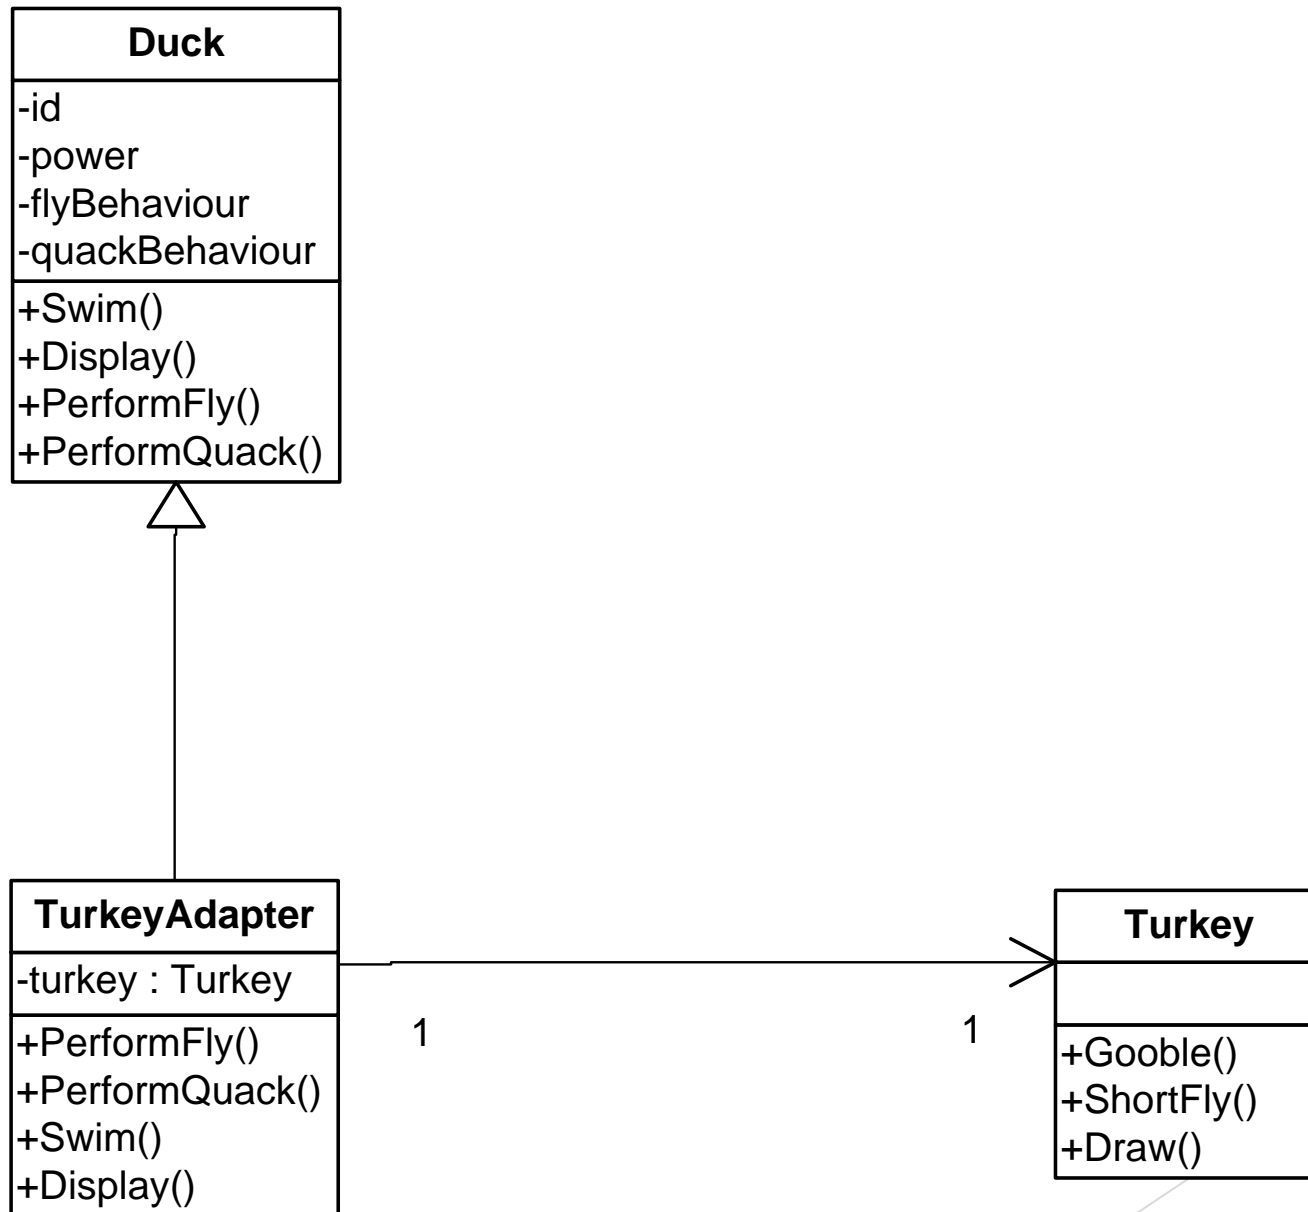 Duck
-id
-power
-flyBehaviour
-quackBehaviour
+Swim()
+Display()
+PerformFly()
+PerformQuack()
TurkeyAdapter
-turkey : Turkey
+PerformFly()
+PerformQuack()
+Swim()
+Display()
1
1
Turkey
+Gooble()
+ShortFly()
+Draw()